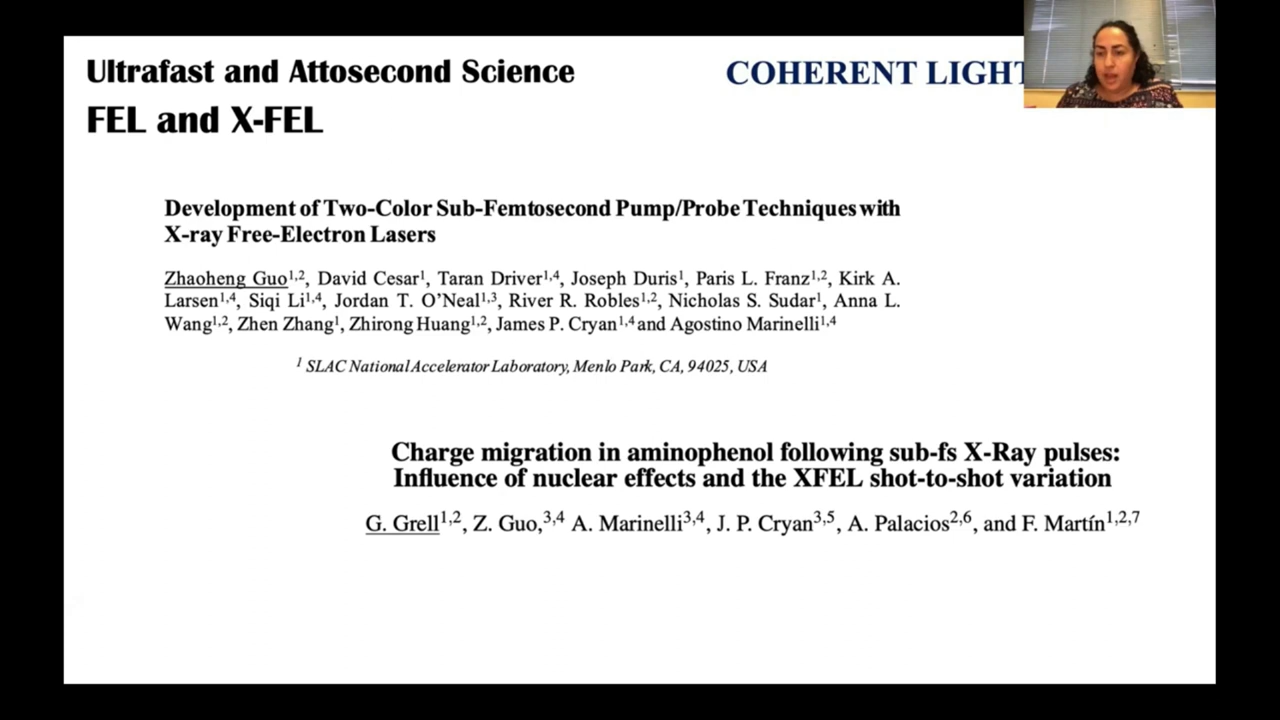 Ultrafast and Attosecond Science
COHERENT LIGHT
FEL and X-FEL
Development of Two-Color Sub-Femtosecond Pump/Probe Techniques with
X-ray Free-Electron Lasers
Zhaoheng Guo1,2, David Cesar1, Taran Driver1,4, Joseph Duris1, Paris L. Franz1,2, Kirk A.
Larsen1,4, Siqi Li1,4, Jordan T. O’Neal1,3, River R. Robles1,2, Nicholas S. Sudar1, Anna L.
Wang1,2, Zhen Zhang1, Zhirong Huang1,2, James P. Cryan1,4 and Agostino Marinelli1,4
1 SLAC National Accelerator Laboratory, Menlo Park, CA, 94025, USA
Charge migration in aminophenol following sub-fs X-Ray pulses:
Influence of nuclear effects and the XFEL shot-to-shot variation
G. Grell1,2, Z. Guo,3,4 A. Marinelli3,4, J. P. Cryan3,5, A. Palacios2,6, and F. Martín1,2,7